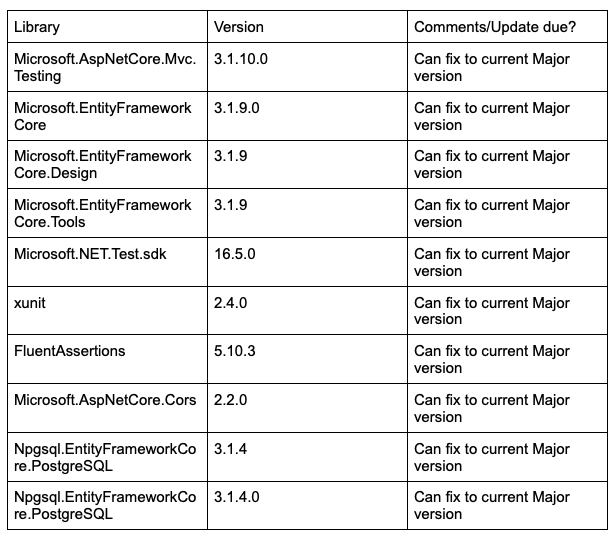 Library Version Comments/Update due?
Microsoft.AspNetCore.Mvc. 3.1.10.0 Can fix to current Major
Testing version
Microsoft.EntityFramework 3.1.9.0 Can fix to current Major
Core version
Microsoft.EntityFramework 3.1.9 Can fix to current Major
Core.Design version
Microsoft.EntityFramework 3.1.9 Can fix to current Major
Core.Tools version
Microsoft.NET.Test.sdk 16.5.0 Can fix to current Major
version
xunit 2.4.0 Can fix to current Major
version
FluentAssertions 5.10.3 Can fix to current Major
version
Microsoft.AspNetCore.Cors 2.2.0 Can fix to current Major
version
Npgsql.EntityFrameworkCo 3.1.4 Can fix to current Major
re.PostgreSQL version
Npgsql.EntityFrameworkCo 3.1.4.0 Can fix to current Major
re.PostgreSQL version